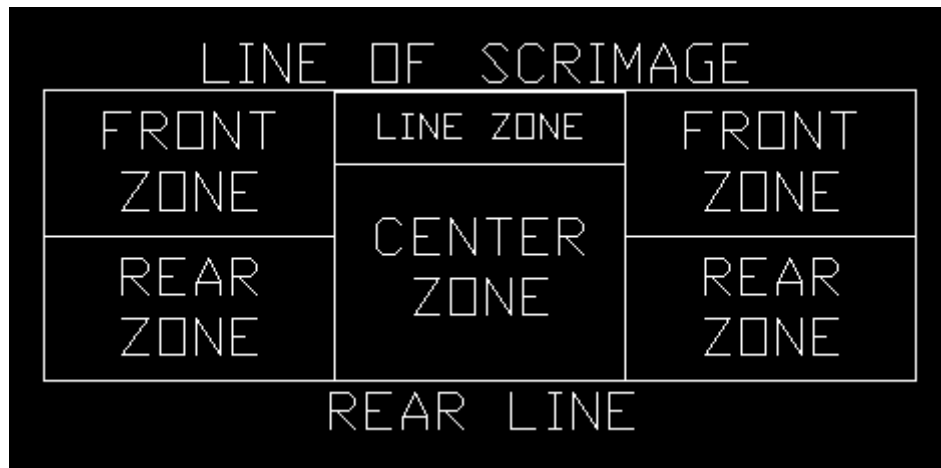 LINE OF SCRIMAGE
FRONT ZONE
LINE ZONE
FRONT ZONE
CENTER ZONE
REAR ZONE
REAR ZONE
REAR LINE